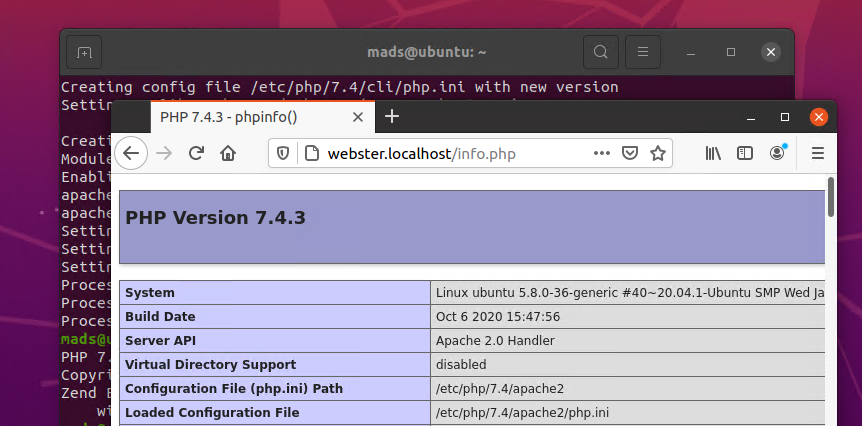 mads@ubuntu: ~
Creating config file /etc/php/7.4/cli/php.ini with new version
PHP 7.4.3 - phpinfo()
webster.localhost/info.php
Creati
Module
Enabli
apache
apache
Settin
Settin
Settin
Proces
Proces
Proces
mads@u
PHP 7.
Copyri
Zend E
wi
PHP Version 7.4.3
System Linux ubuntu 5.8.0-36-generic #40~20.04.1-Ubuntu SMP Wed Ja
Build Date Oct 6 2020 15:47:56
Server API Apache 2.0 Handler
Virtual Directory Support disabled
Configuration File (php.ini) Path /etc/php/7.4/apache2
Loaded Configuration File /etc/php/7.4/apache2/php.ini